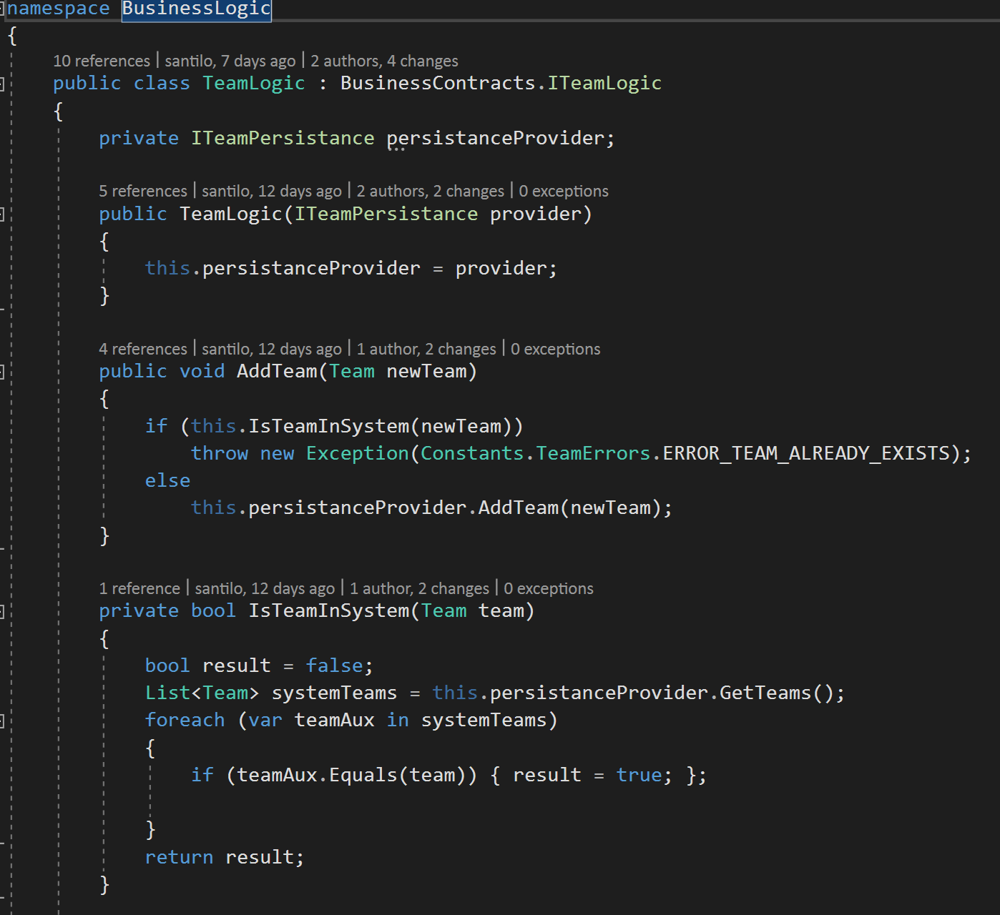 namespace BusinessLogic
{
10 references | santilo, 7 days ago | 2 authors, 4 changes
public class TeamLogic : BusinessContracts.ITeamLogic
{
private ITeamPersistance persistanceProvider;
5 references | santilo, 12 days ago | 2 authors, 2 changes | 0 exceptions
public TeamLogic(ITeamPersistance provider)
{
this.persistanceProvider = provider;
}
4 references | santilo, 12 days ago | 1 author, 2 changes | 0 exceptions
public void AddTeam(Team newTeam)
{
if (this.IsTeamInSystem(newTeam))
throw new Exception(Constants.TeamErrors.ERROR_TEAM_ALREADY_EXISTS);
else
this.persistanceProvider.AddTeam(newTeam);
}
1 reference | santilo, 12 days ago | 1 author, 2 changes | 0 exceptions
private bool IsTeamInSystem(Team team)
{
bool result = false;
List<Team> systemTeams = this.persistanceProvider.GetTeams();
foreach (var teamAux in systemTeams)
{
if (teamAux.Equals(team)) { result = true; };
}
return result;
}